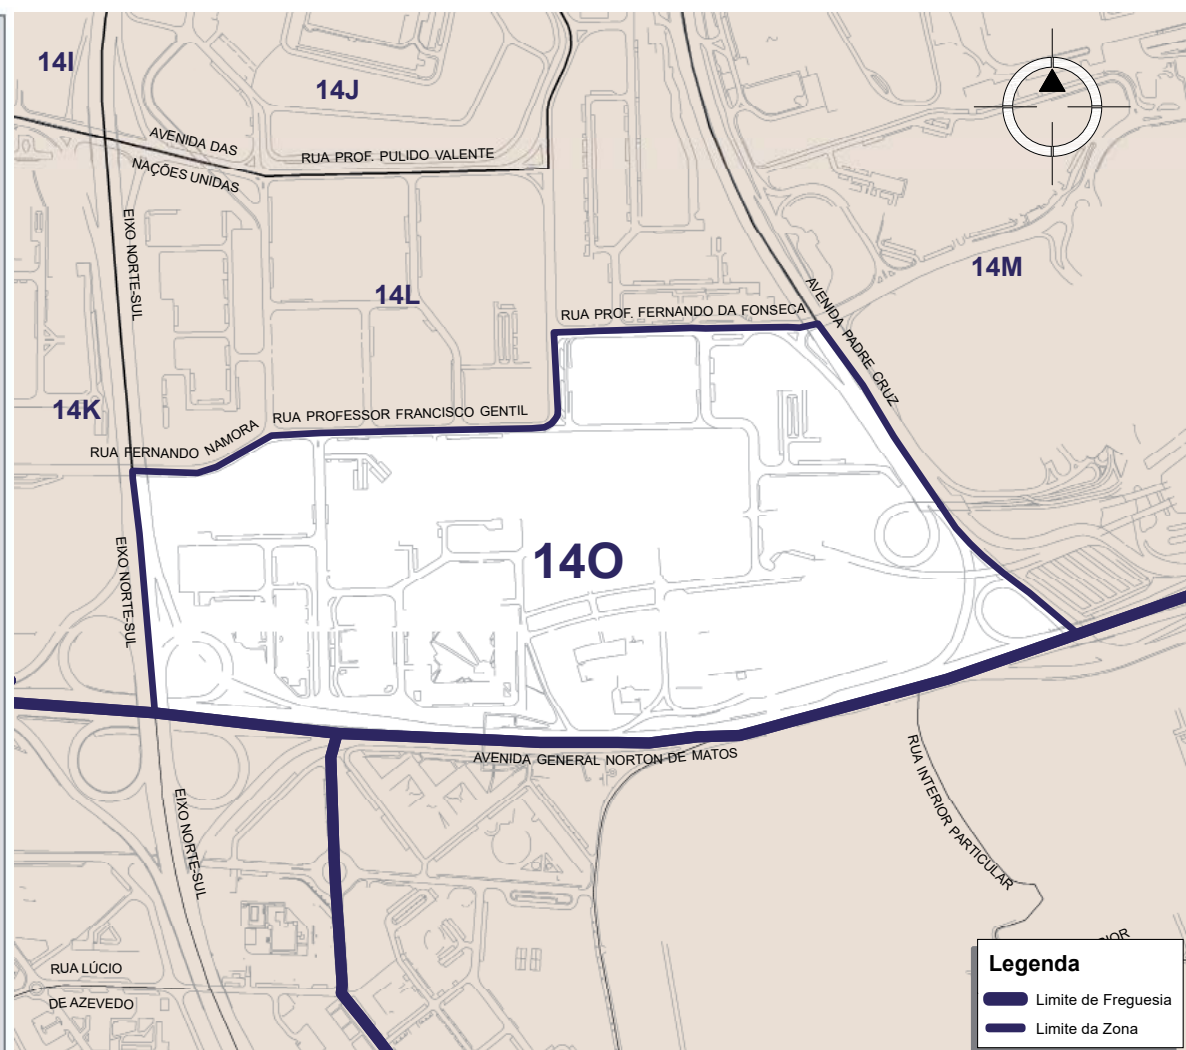 14I
14J
AVENIDA DAS
NAÇÕES UNIDAS
RUA PROF. PULIDO VALENTE
EIXO NORTE-SUL
14M
14L
AVENIDA PADRE CRUZ
RUA PROF. FERNANDO DA FONSECA
14K
RUA PROFESSOR FRANCISCO GENTIL
RUA FERNANDO NAMORA
EIXO NORTE-SUL
14O
AVENIDA GENERAL NORTON DE MATOS
RUA INTERIOR PARTICULAR
EIXO NORTE-SUL
RUA LÚCIO
DE AZEVEDO
Legenda
Limite de Freguesia
Limite da Zona